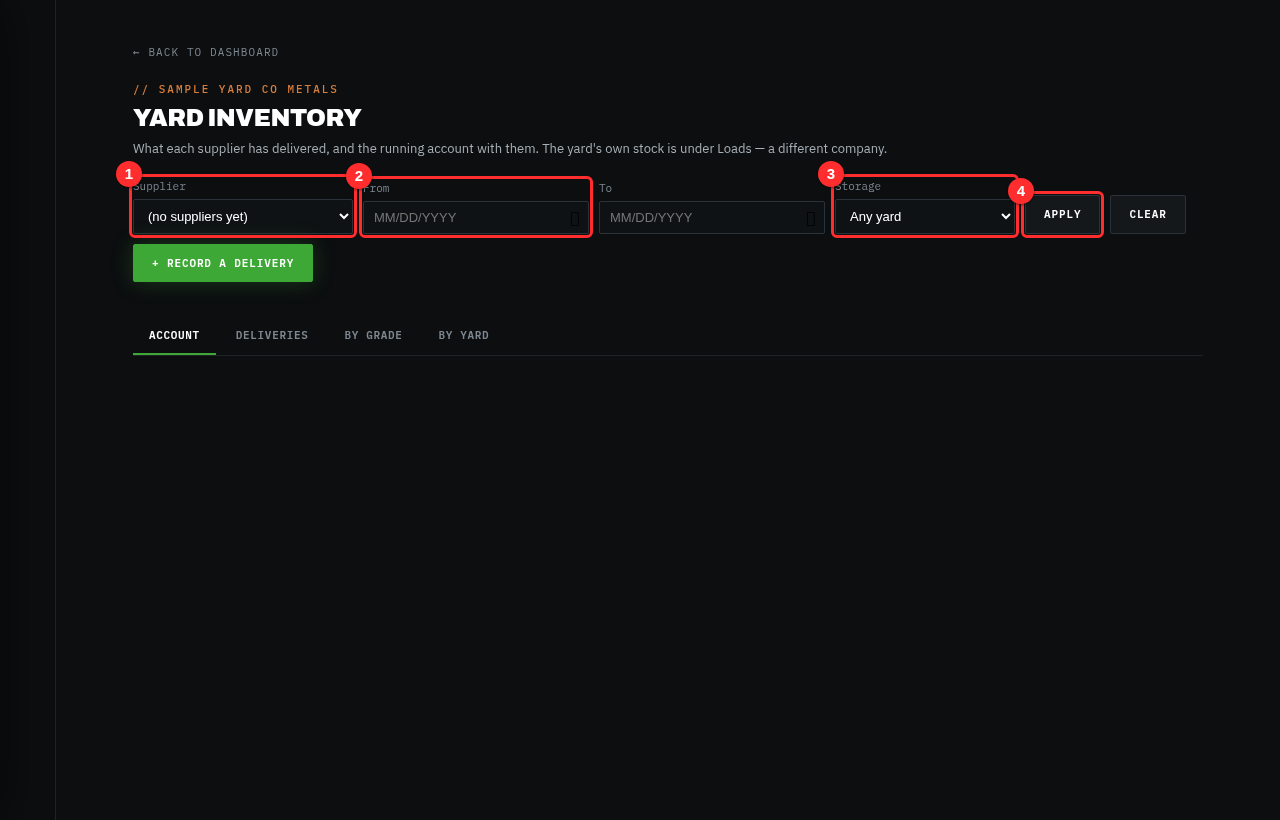 ← BACK TO DASHBOARD
// SAMPLE YARD CO METALS
YARD INVENTORY
What each supplier has delivered, and the running account with them. The yard's own stock is under Loads — a different company.
1 2 3 4
Supplier From To Storage
(no suppliers yet) MM/DD/YYYY MM/DD/YYYY Any yard APPLY CLEAR
+ RECORD A DELIVERY
ACCOUNT DELIVERIES BY GRADE BY YARD